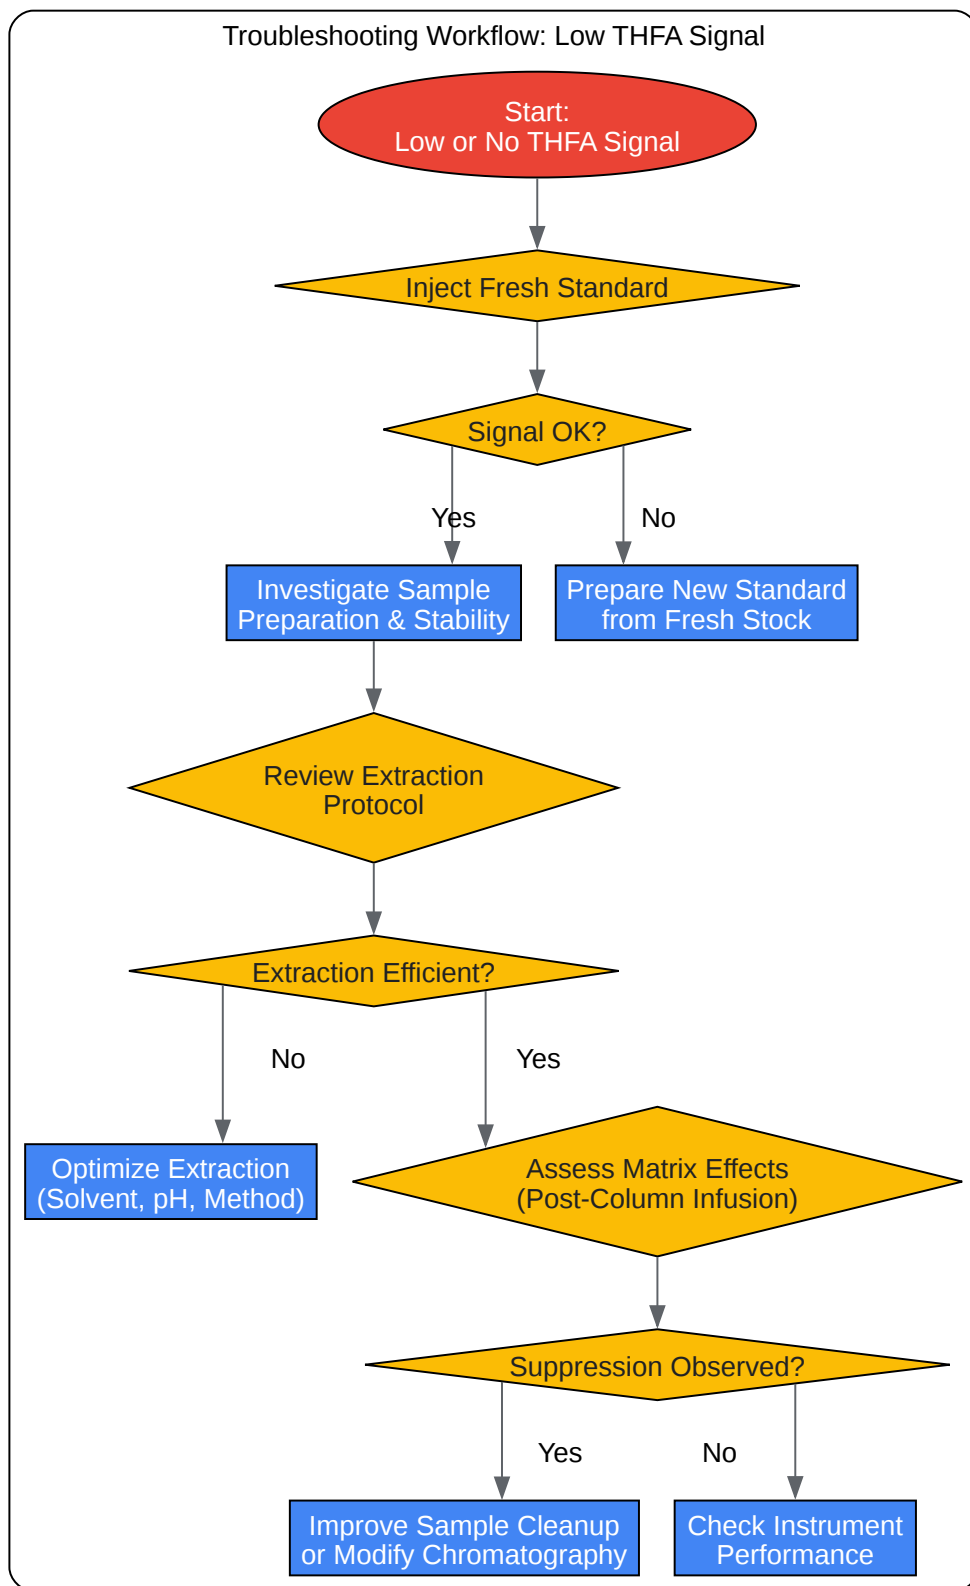 Troubleshooting Workflow: Low THFA Signal
Start:
Low or No THFA Signal
Inject Fresh Standard
Signal OK?
Yes
No
Investigate Sample
Preparation & Stability
Prepare New Standard
from Fresh Stock
Review Extraction
Protocol
Extraction Efficient?
No
Yes
Optimize Extraction
(Solvent, pH, Method)
Assess Matrix Effects
(Post-Column Infusion)
Suppression Observed?
Yes
No
Improve Sample Cleanup
or Modify Chromatography
Check Instrument
Performance